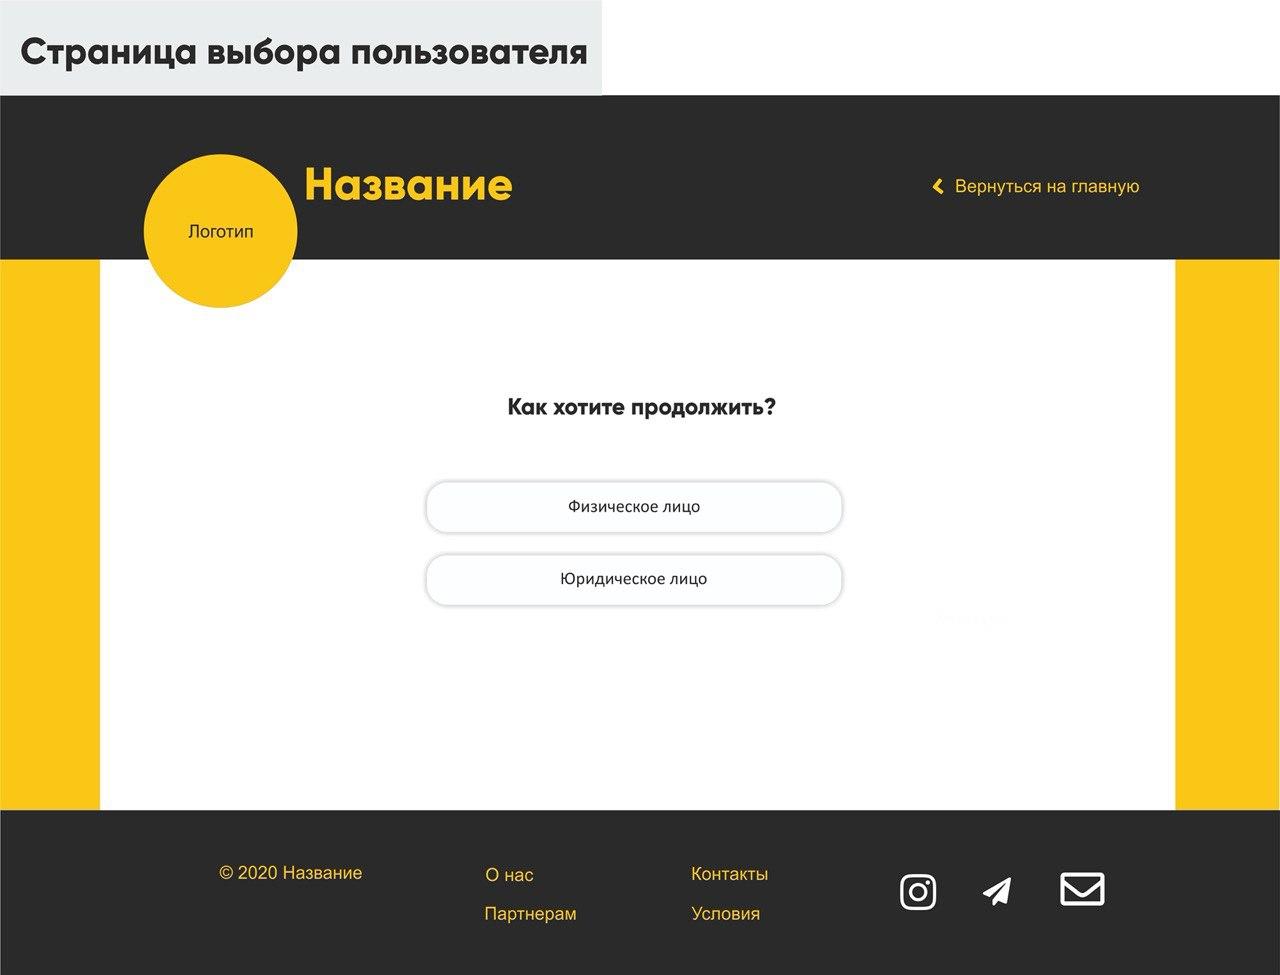 Страница выбора пользователя
Название
Вернуться на главную
Логотип
Как хотите продолжить?
Физическое лицо
Юридическое лицо
© 2020 Название
О нас
Контакты
Партнерам
Условия